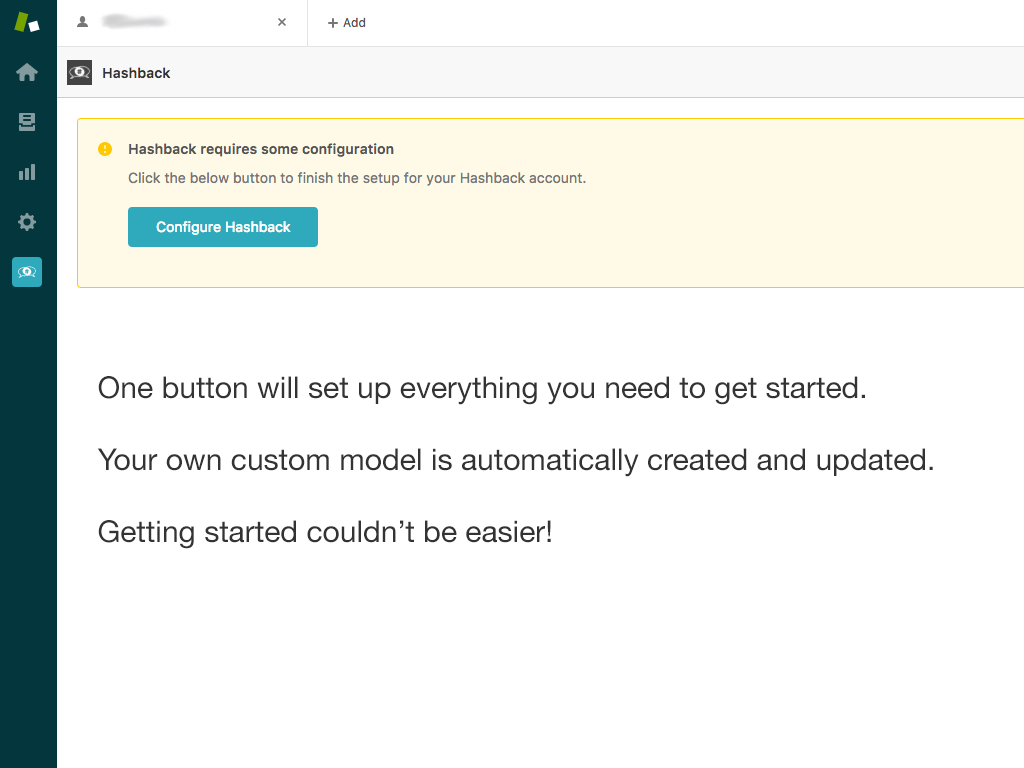 + Add
Hashback
Hashback requires some configuration
Click the below button to finish the setup for your Hashback account.
Configure Hashback
One button will set up everything you need to get started.
Your own custom model is automatically created and updated.
Getting started couldn’t be easier!